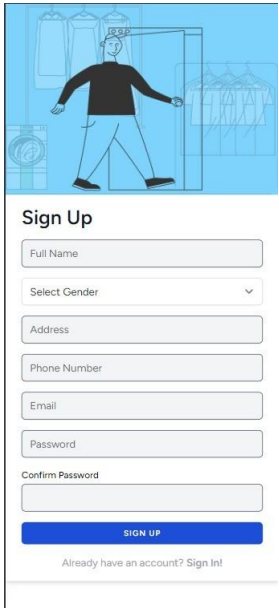 Sign Up
Full Name
Select Gender
Address
Phone Number
Email
Password
Confirm Password
SIGN UP
Already have an account? Sign In!